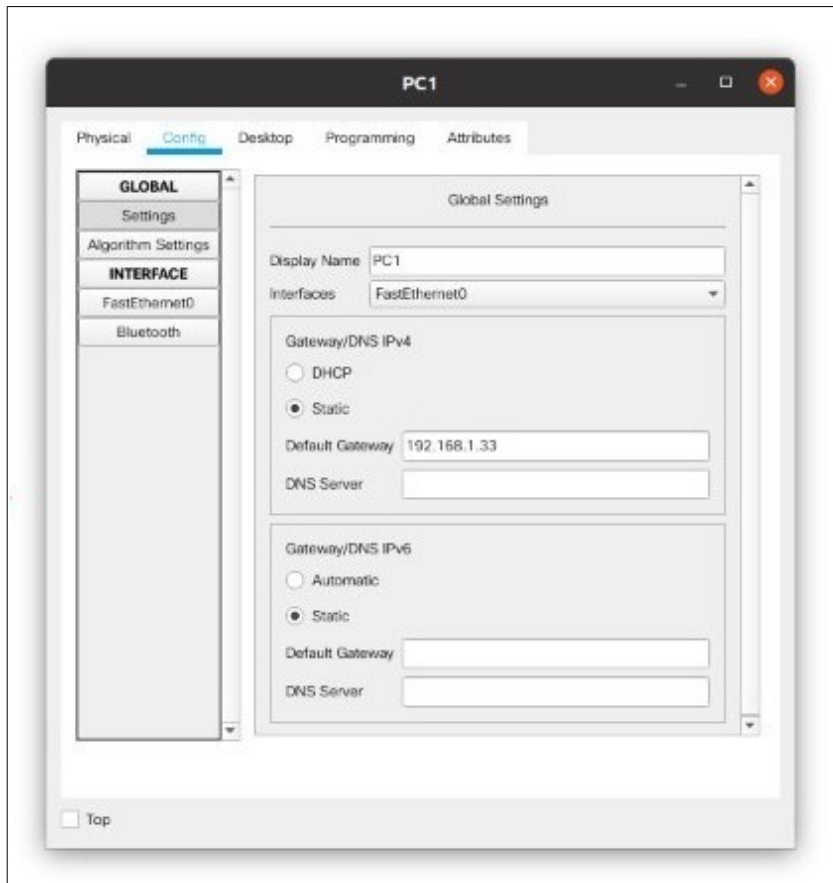 PC1
Physical Config Desktop Programming Attributes
GLOBAL
Settings
Algorithm Settings
INTERFACE
FastEthernet0
Bluetooth
Global Settings
Display Name PC1
Interfaces FastEthernet0
Gateway/DNS IPv4
DHCP
Static
Default Gateway 192.168.1.33
DNS Server
Gateway/DNS IPv6
Automatic
Static
Default Gateway
DNS Server
Top